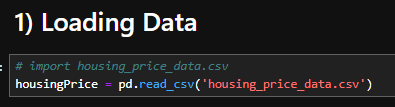 1) Loading Data
# import housing_price_data.csv
: housingPrice = pd.read_csv('housing_price_data.csv')